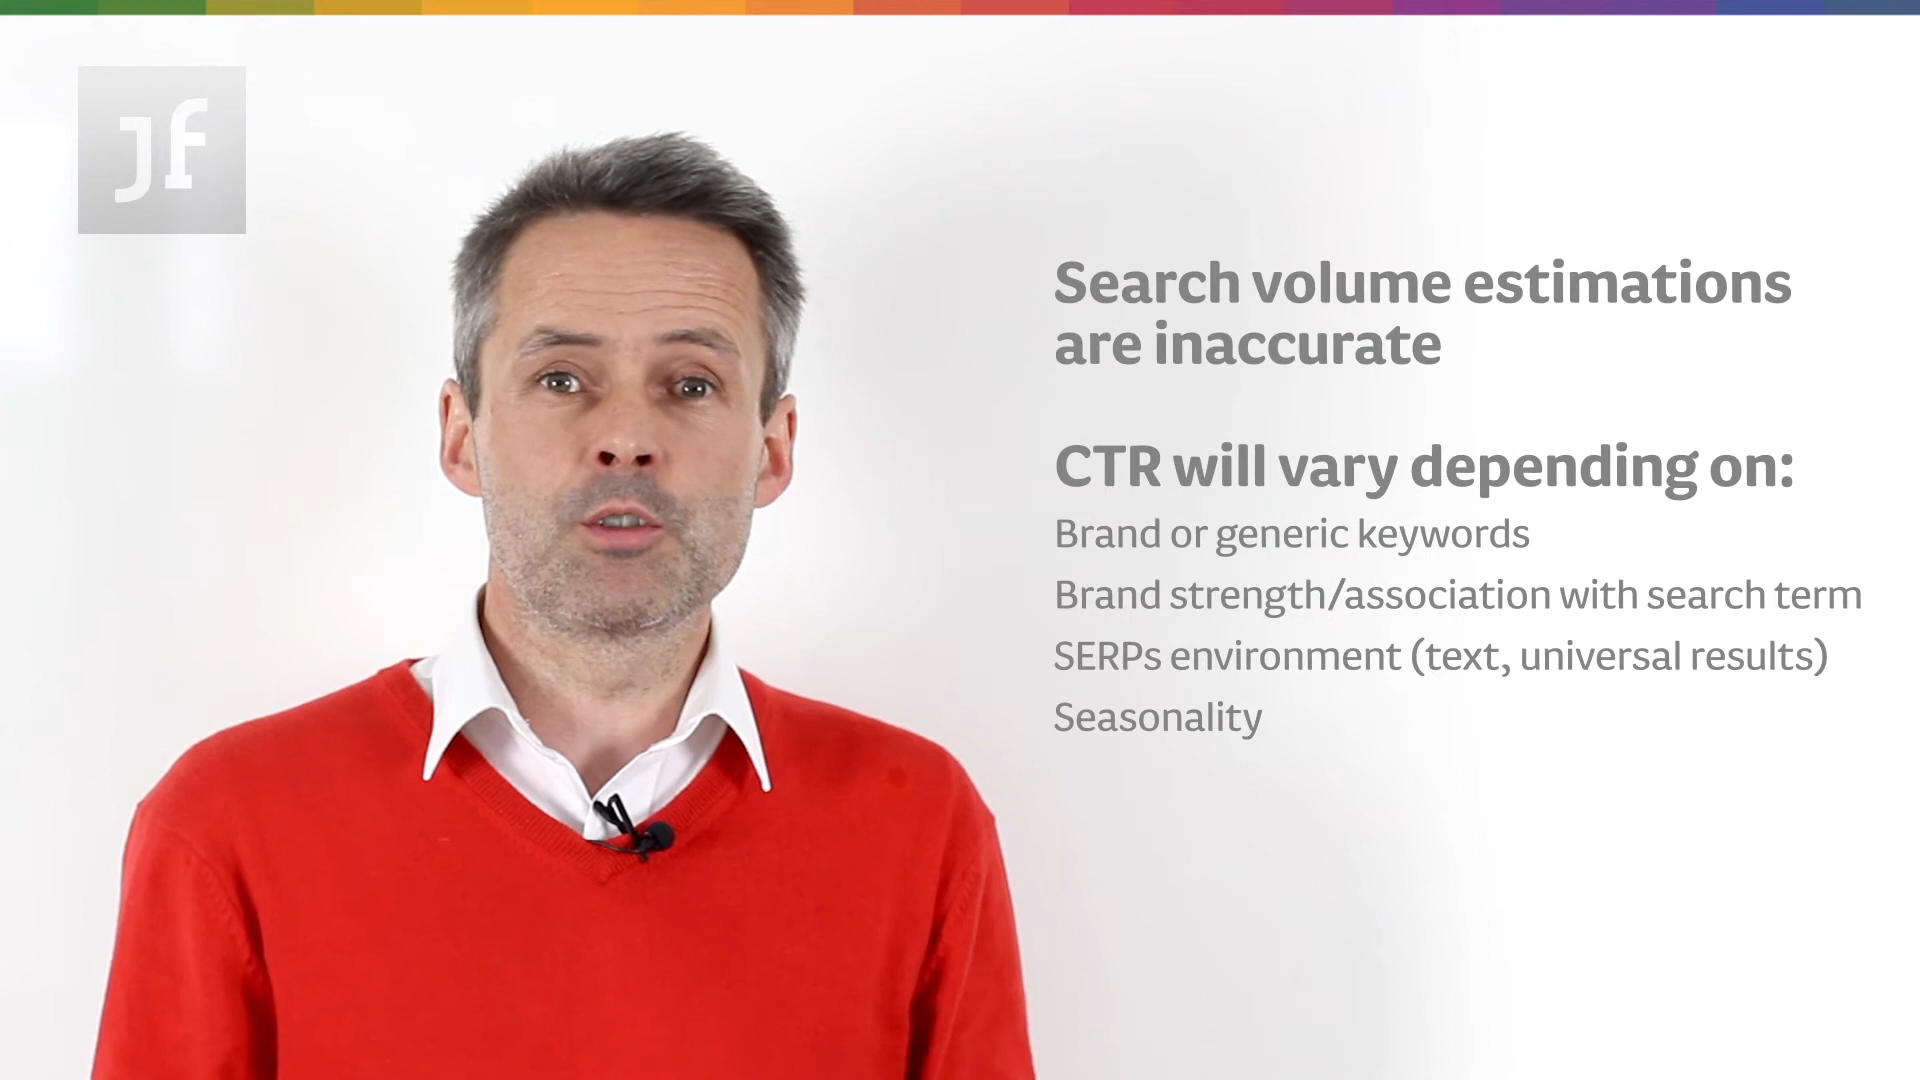 Jf
Search volume estimations
are inaccurate
CTR will vary depending on:
Brand or generic keywords
Brand strength/association with search term
SERPs environment (text, universal results)
Seasonality